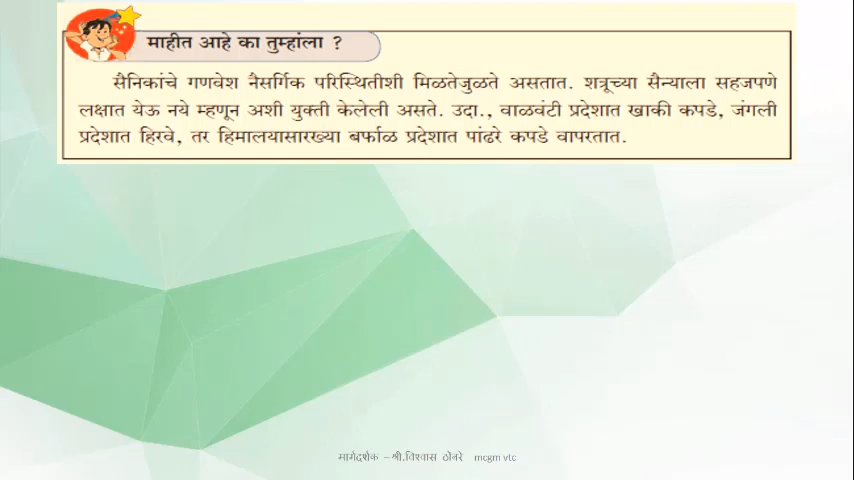 माहीत आहे का तुम्हांला ?
सैनिकांचे गणवेश नैसर्गिक परिस्थितीशी मिळतेजुळते असतात. शत्रूच्या सैन्याला सहजपणे
लक्षात येऊ नये म्हणून अशी युक्ती केलेली असते. उदा., वाळवंटी प्रदेशात खाकी कपडे, जंगली
प्रदेशात हिरवे, तर हिमालयासारख्या बर्फाळ प्रदेशात पांढरे कपडे वापरतात.
मार्गदर्शक – श्री.विश्वास ठोंबरे mcgm vtc